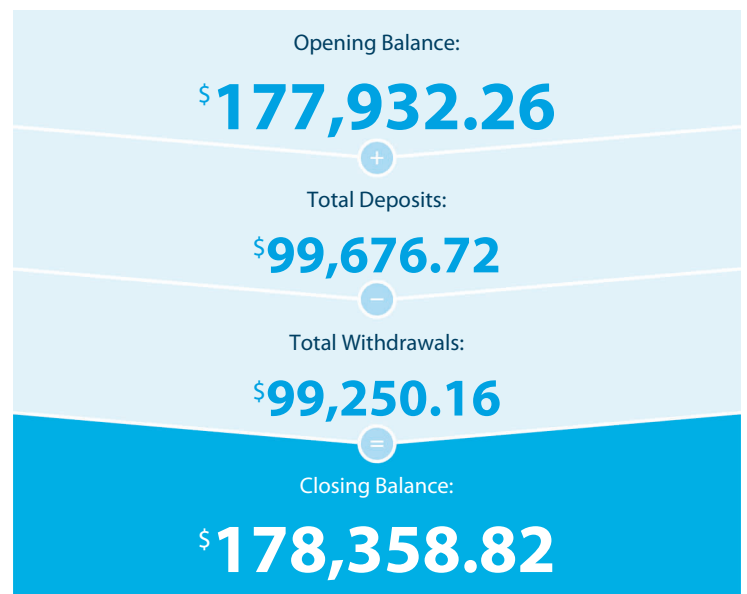 Opening Balance:
$177,932.26
+
Total Deposits:
$99,676.72
−
Total Withdrawals:
$99,250.16
=
Closing Balance:
$178,358.82